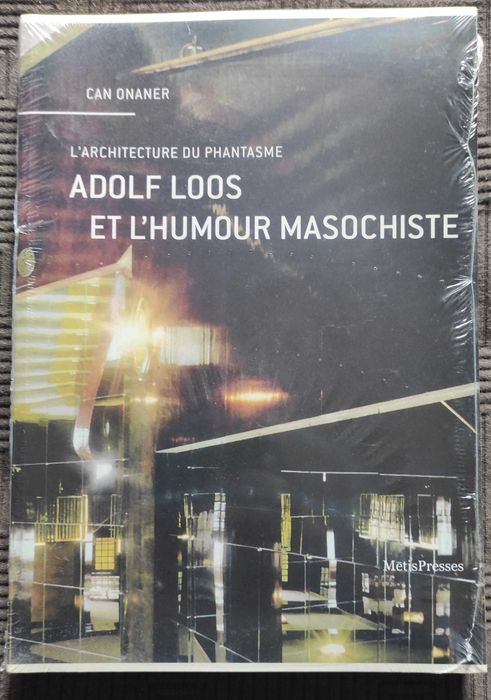 CAN ONANER
L'ARCHITECTURE DU PHANTASME
ADOLF LOOS
ET L'HUMOUR MASOCHISTE
MētisPresses